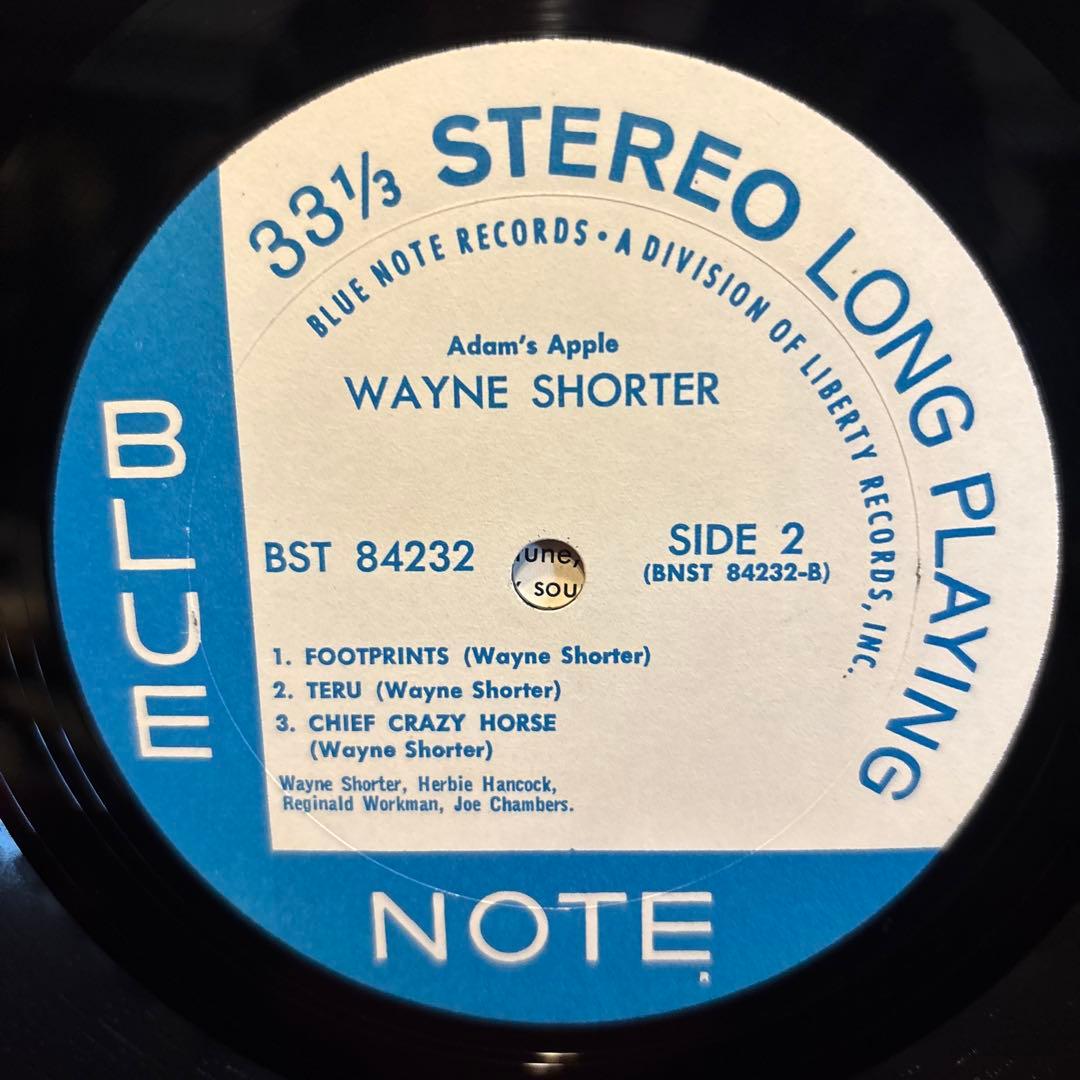 33⅓ STEREO LONG PLAYING
BLUE NOTE RECORDS • A DIVISION OF LIBERTY RECORDS, INC.
Adam's Apple
WAYNE SHORTER
BST 84232
SIDE 2
(BNST 84232-B)
1. FOOTPRINTS (Wayne Shorter)
2. TERU (Wayne Shorter)
3. CHIEF CRAZY HORSE
(Wayne Shorter)
Wayne Shorter, Herbie Hancock,
Reginald Workman, Joe Chambers.
BLUE
NOTE